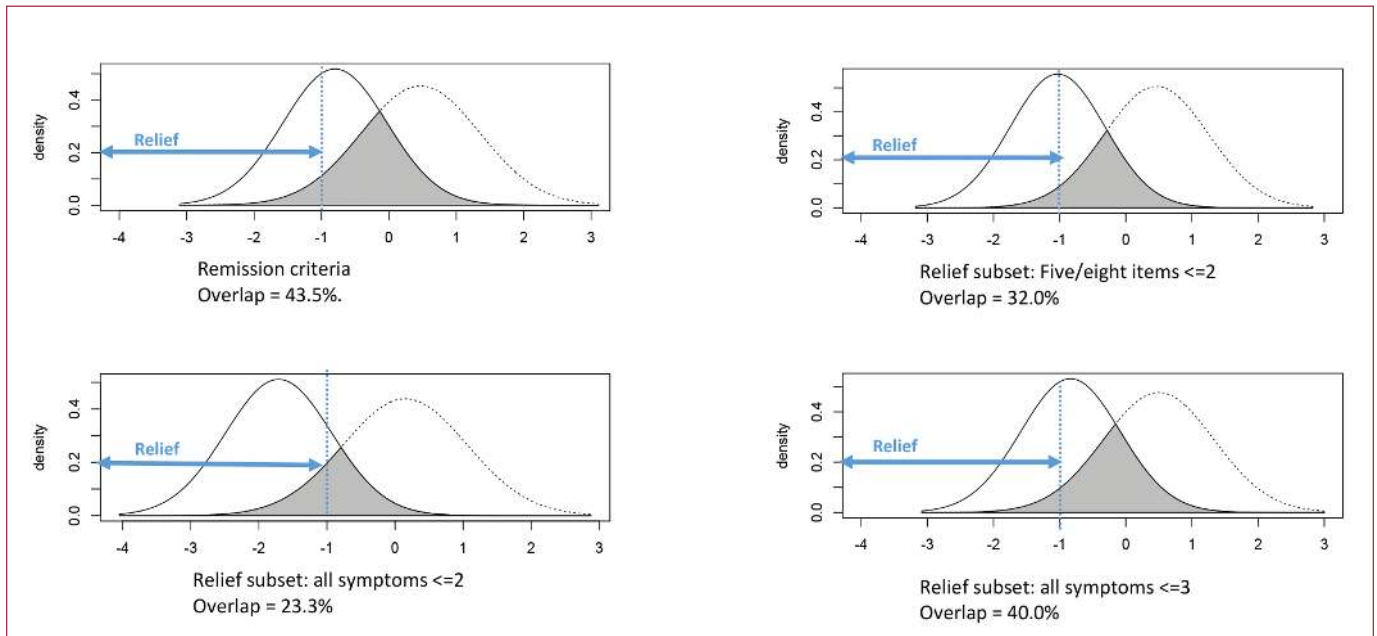 density
0.0 0.2 0.4
Relief
-4 -3 -2 -1 0 1 2 3
Remission criteria
Overlap = 43.5%.
density
0.0 0.2 0.4
Relief
-4 -3 -2 -1 0 1 2 3
Relief subset: Five/eight items <=2
Overlap = 32.0%
density
0.0 0.2 0.4
Relief
-4 -3 -2 -1 0 1 2 3
Relief subset: all symptoms <=2
Overlap = 23.3%
density
0.0 0.2 0.4
Relief
-4 -3 -2 -1 0 1 2 3
Relief subset: all symptoms <=3
Overlap = 40.0%